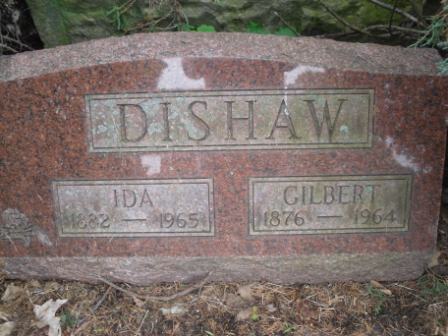 DISHAW
IDA
1882 — 1965
GILBERT
1876 — 1964